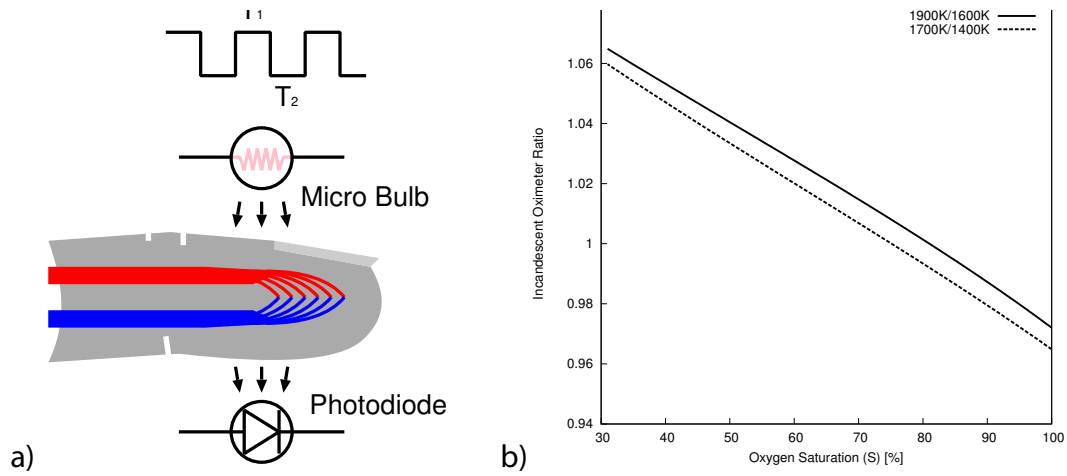 T1
T2
Micro Bulb
Photodiode
a)
1900K/1600K
1700K/1400K
1.06
1.04
1.02
1
0.98
0.96
0.94
30 40 50 60 70 80 90 100
Incandescent Oximeter Ratio
Oxygen Saturation (S) [%]
b)